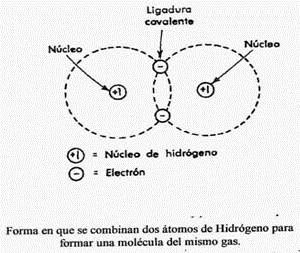 Ligadura
covalente
Núcleo
Núcleo
−
+1
+1
−
+1 = Núcleo de hidrógeno
− = Electrón
Forma en que se combinan dos átomos de Hidrógeno para
formar una molécula del mismo gas.